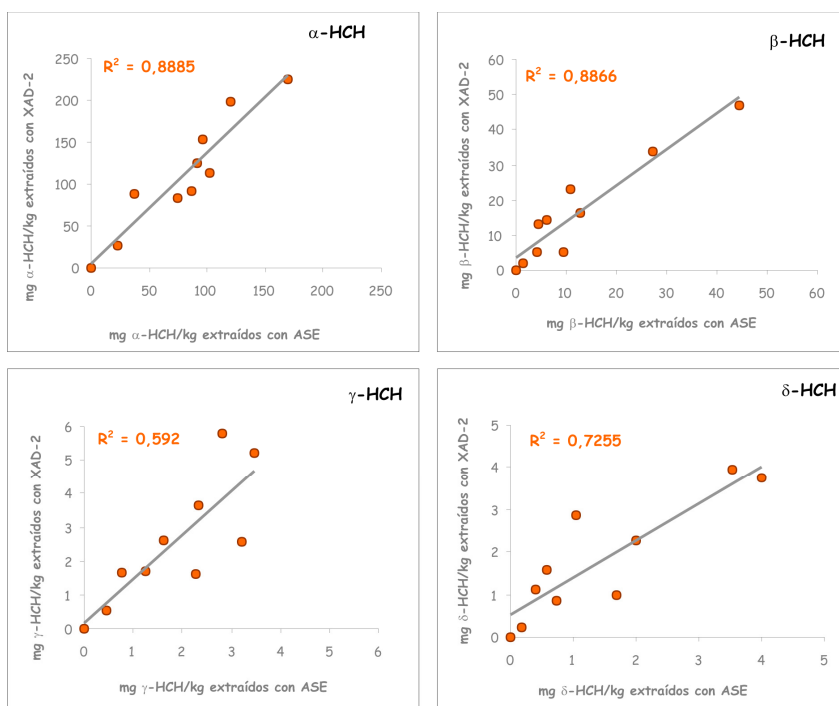 α-HCH
R² = 0,8885
mg α-HCH/kg extraídos con XAD-2
250
200
150
100
50
0
0 50 100 150 200 250
mg α-HCH/kg extraídos con ASE
β-HCH
R² = 0,8866
mg β-HCH/kg extraídos con XAD-2
60
50
40
30
20
10
0
0 10 20 30 40 50 60
mg β-HCH/kg extraídos con ASE
γ-HCH
R² = 0,592
mg γ-HCH/kg extraídos con XAD-2
6
5
4
3
2
1
0
0 1 2 3 4 5 6
mg γ-HCH/kg extraídos con ASE
δ-HCH
R² = 0,7255
mg δ-HCH/kg extraídos con XAD-2
5
4
3
2
1
0
0 1 2 3 4 5
mg δ-HCH/kg extraídos con ASE